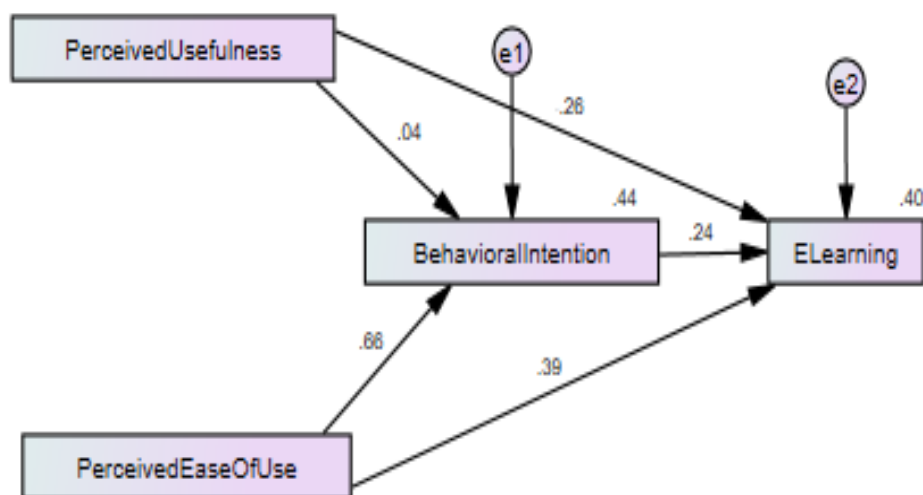 PerceivedUsefulness
e1
e2
.26
.04
.44
.40
.24
BehavioralIntention
ELearning
.66
.39
PerceivedEaseOfUse